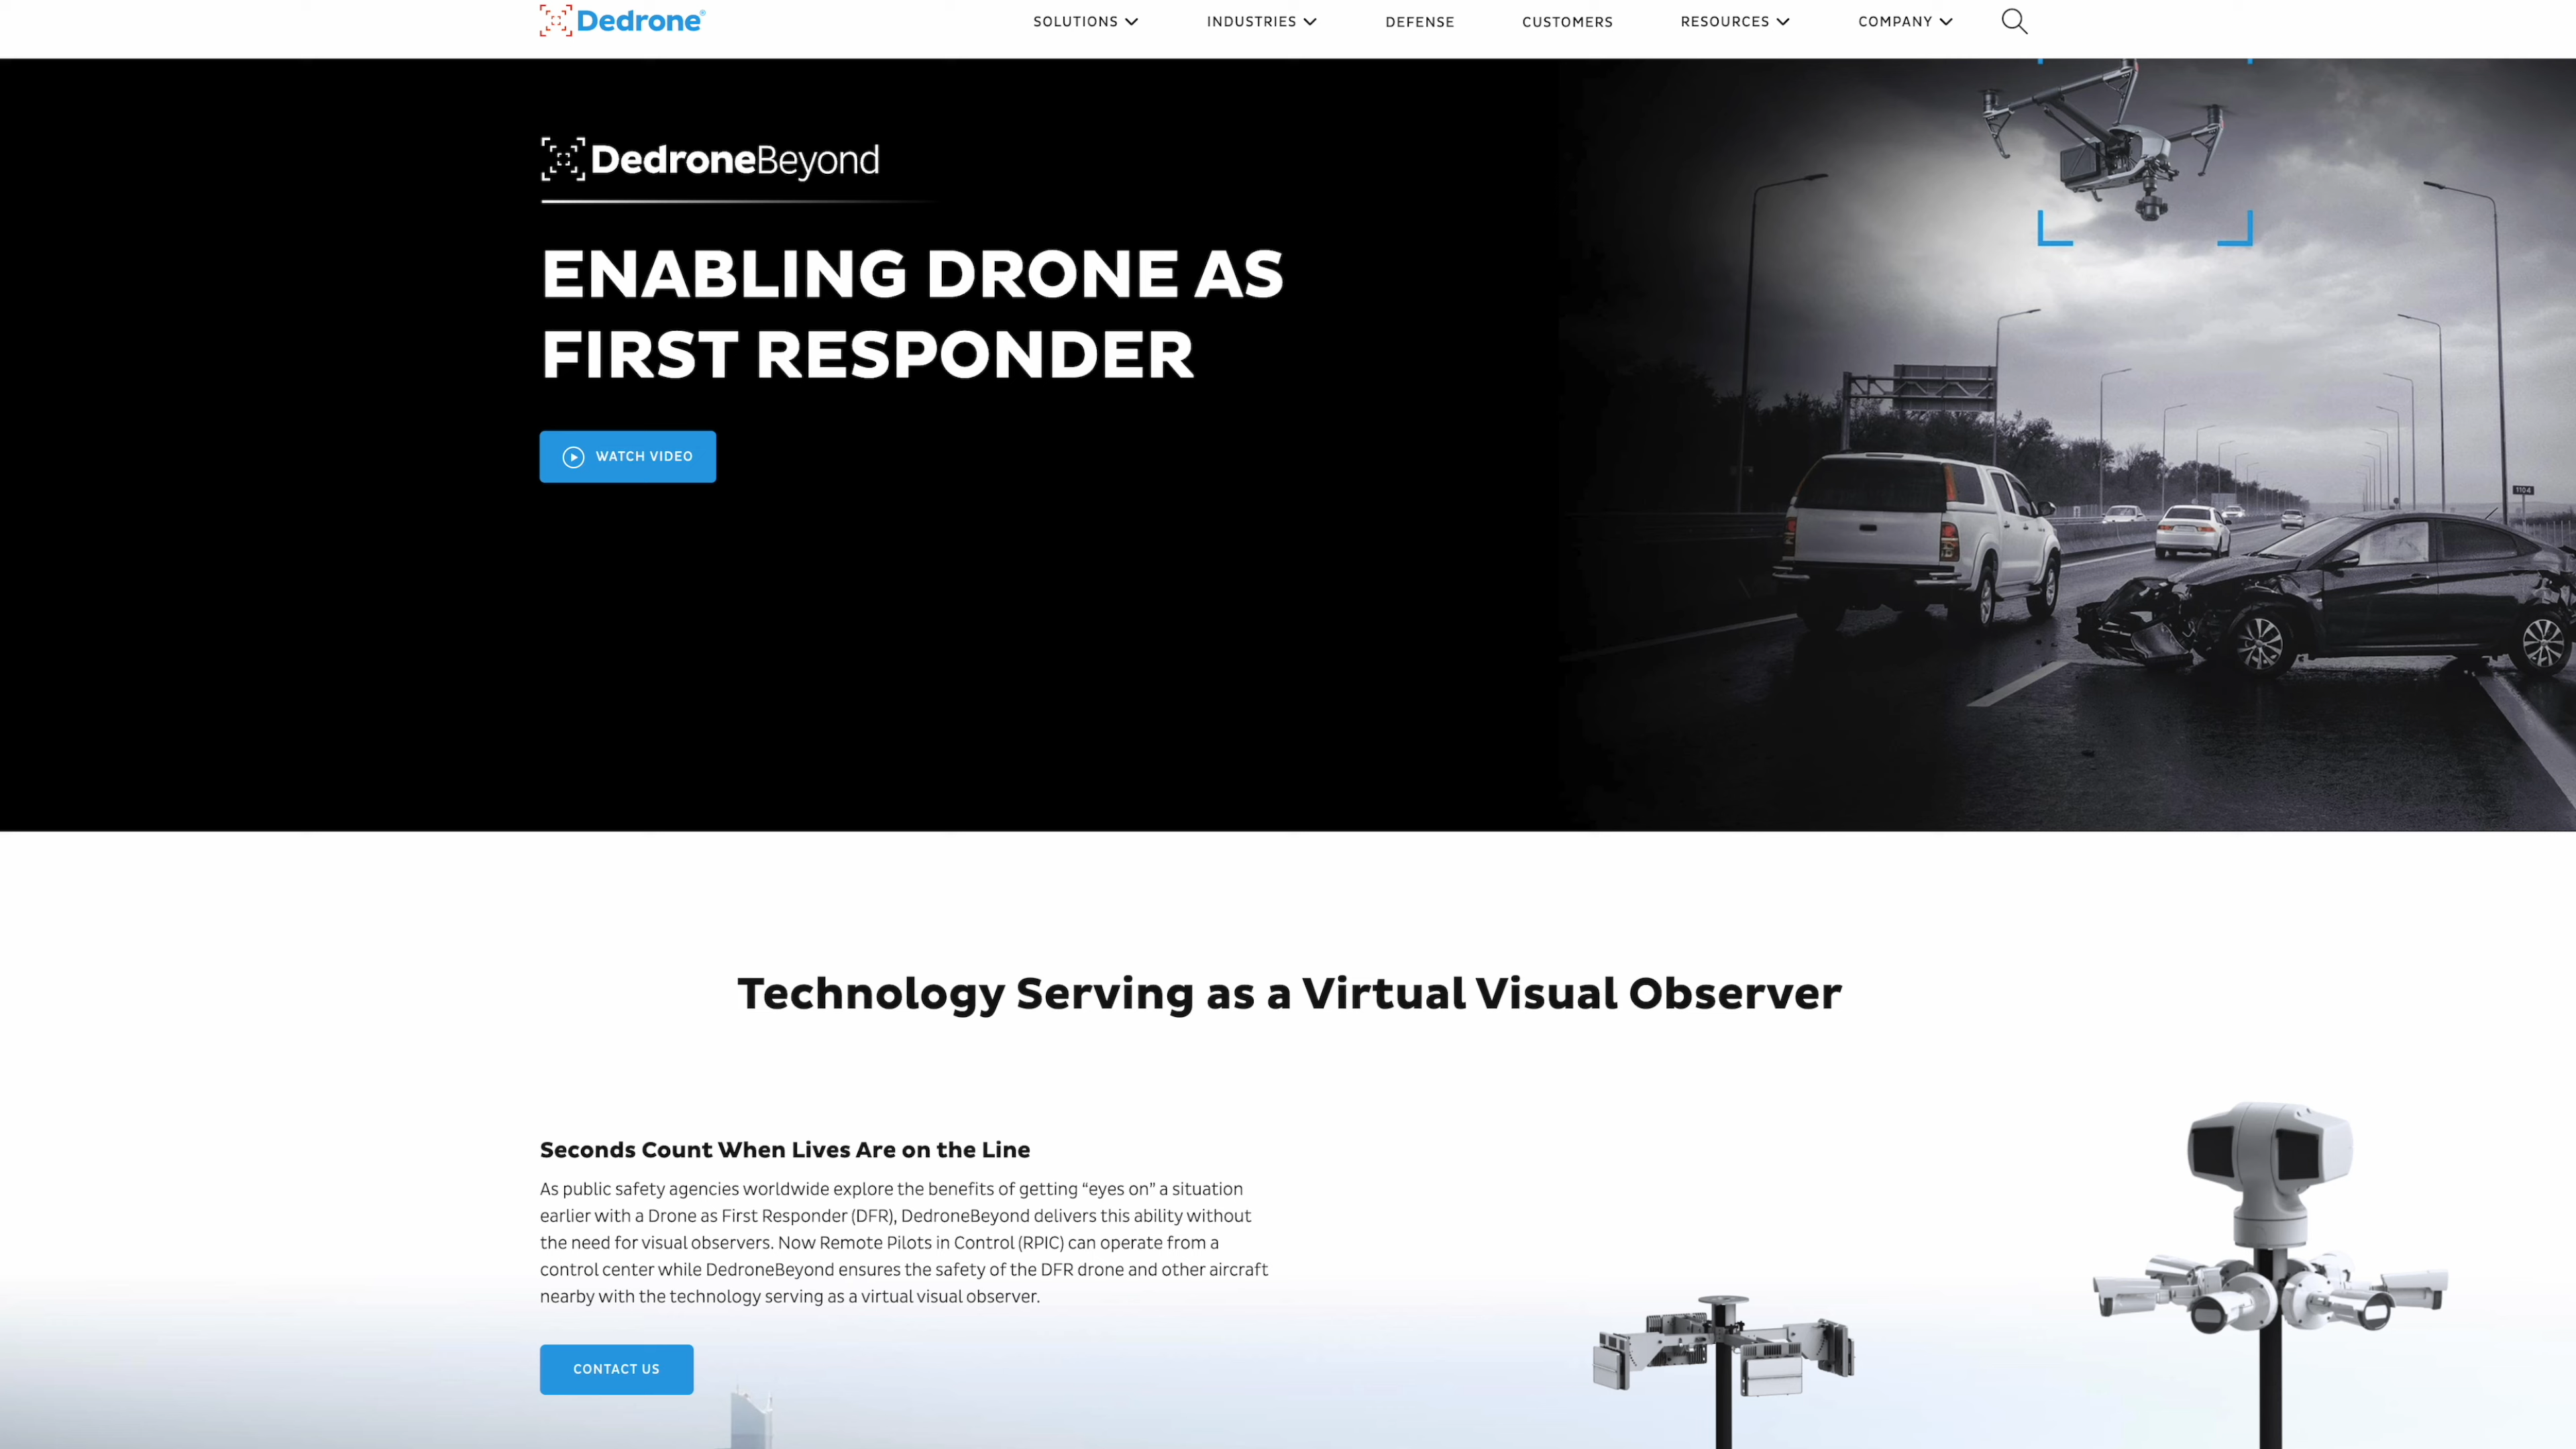 Dedrone®
SOLUTIONS INDUSTRIES DEFENSE CUSTOMERS RESOURCES COMPANY
DedroneBeyond
ENABLING DRONE AS
FIRST RESPONDER
WATCH VIDEO
1104
Technology Serving as a Virtual Visual Observer
Seconds Count When Lives Are on the Line
As public safety agencies worldwide explore the benefits of getting “eyes on” a situation
earlier with a Drone as First Responder (DFR), DedroneBeyond delivers this ability without
the need for visual observers. Now Remote Pilots in Control (RPIC) can operate from a
control center while DedroneBeyond ensures the safety of the DFR drone and other aircraft
nearby with the technology serving as a virtual visual observer.
CONTACT US